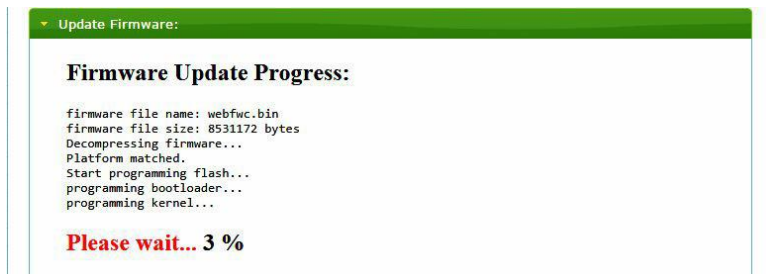 Update Firmware:
Firmware Update Progress:
firmware file name: webfwc.bin
firmware file size: 8531172 bytes
Decompressing firmware...
Platform matched.
Start programming flash...
programming bootloader...
programming kernel...
Please wait... 3 %